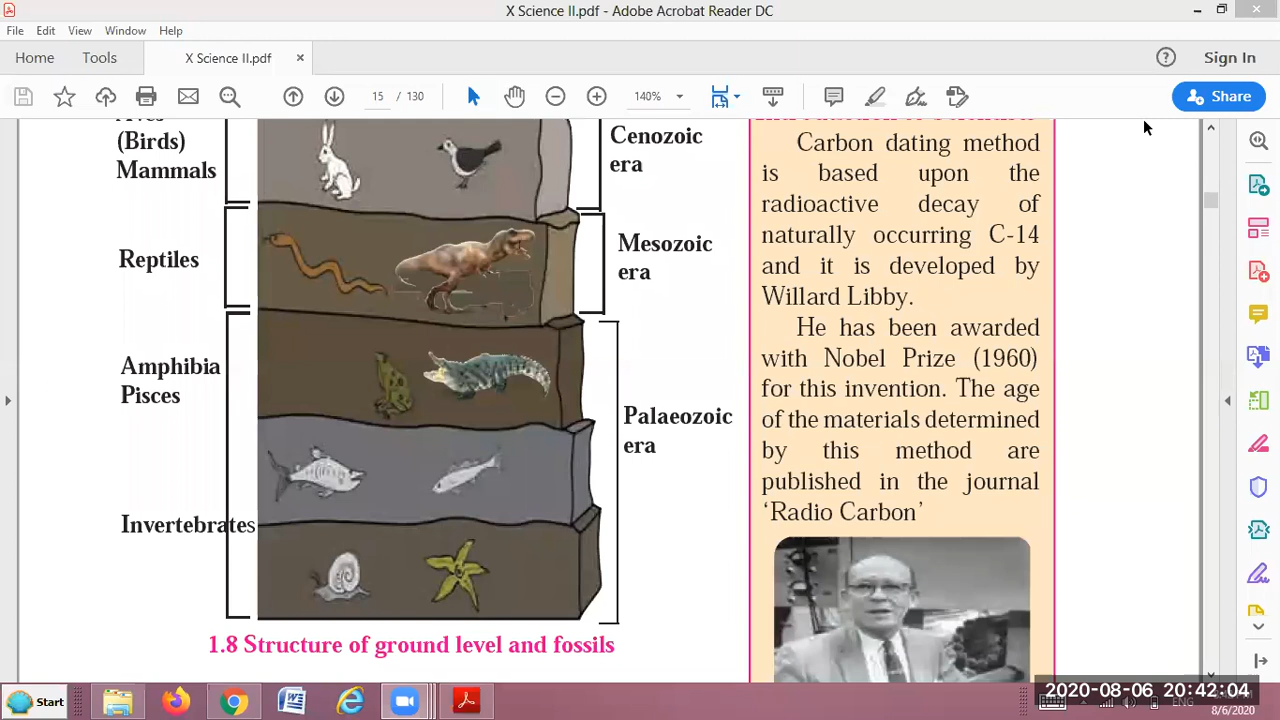 X Science II.pdf - Adobe Acrobat Reader DC
File Edit View Window Help
Home Tools X Science II.pdf × Sign In
15 / 130 140% Share
(Birds)
Mammals
Cenozoic
era
Reptiles
Mesozoic
era
Amphibia
Pisces
Palaeozoic
era
Invertebrates
1.8 Structure of ground level and fossils
Carbon dating method
is based upon the
radioactive decay of
naturally occurring C-14
and it is developed by
Willard Libby.
He has been awarded
with Nobel Prize (1960)
for this invention. The age
of the materials determined
by this method are
published in the journal
‘Radio Carbon’
Start
2020-08-06 20:42:04
ENG
8/6/2020